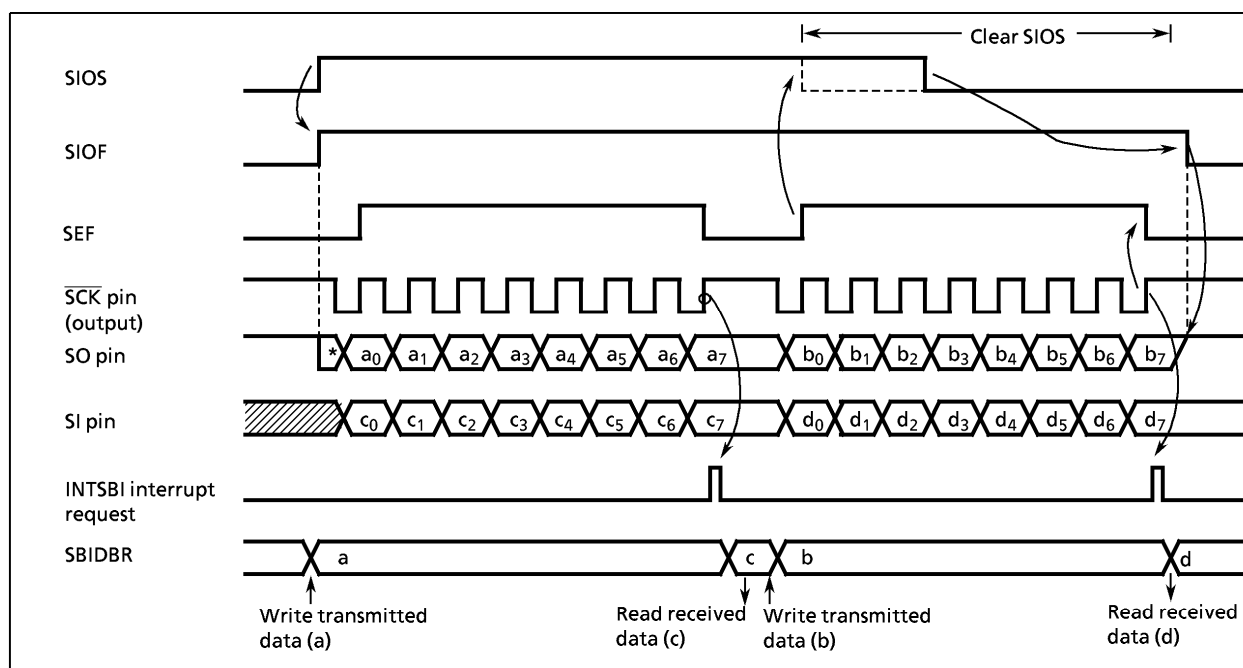 Clear SIOS
SIOS
SIOF
SEF
SCK pin
(output)
SO pin
* a0 a1 a2 a3 a4 a5 a6 a7 b0 b1 b2 b3 b4 b5 b6 b7
SI pin
c0 c1 c2 c3 c4 c5 c6 c7 d0 d1 d2 d3 d4 d5 d6 d7
INTSBI interrupt
request
SBIDBR
a c b d
Write transmitted
data (a)
Read received
data (c)
Write transmitted
data (b)
Read received
data (d)